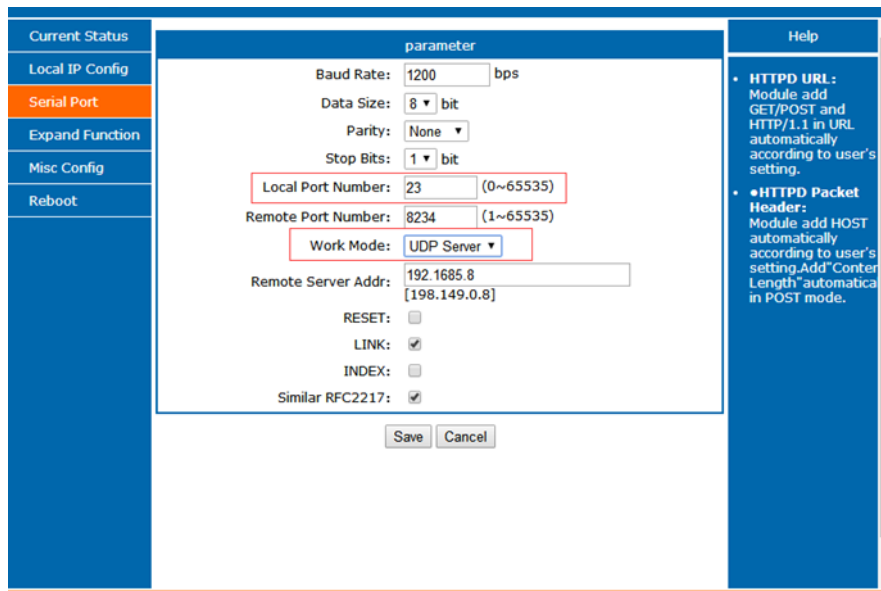 Current Status
Local IP Config
Serial Port
Expand Function
Misc Config
Reboot
parameter
Baud Rate: 1200 bps
Data Size: 8 bit
Parity: None
Stop Bits: 1 bit
Local Port Number: 23 (0~65535)
Remote Port Number: 8234 (1~65535)
Work Mode: UDP Server
Remote Server Addr: 192.1685.8
[198.149.0.8]
RESET:
LINK:
INDEX:
Similar RFC2217:
Save Cancel
Help
• HTTPD URL:
Module add
GET/POST and
HTTP/1.1 in URL
automatically
according to user's
setting.
• ●HTTPD Packet
Header:
Module add HOST
automatically
according to user's
setting.Add"Conter
Length"automatica
in POST mode.